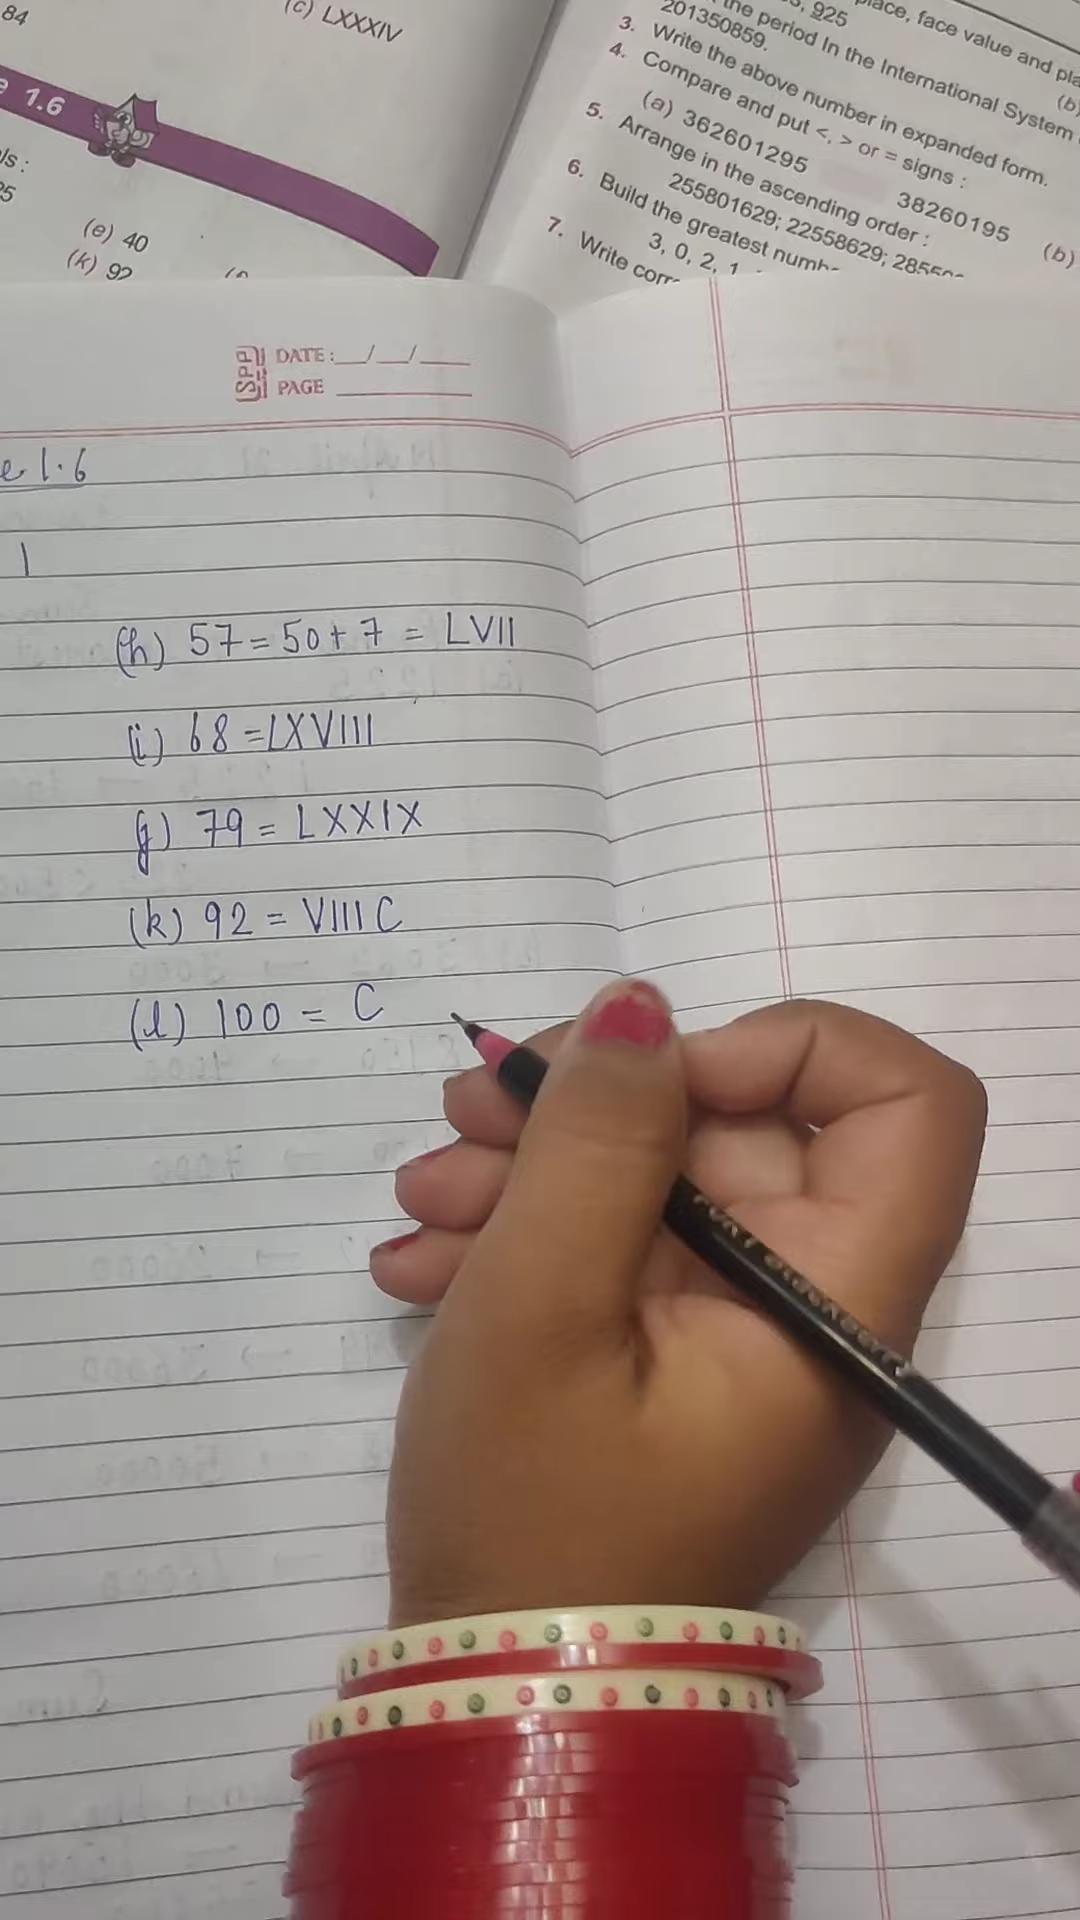 84
(c) LXXXIV
1.6
(e) 40
(k) 92
925
place, face value and
the period In the International System
201350859.
3. Write the above number in expanded form.
4. Compare and put <, > or = signs :
(a) 362601295 38260195 (b)
5. Arrange in the ascending order :
255801629; 22558629;
6. Build the greatest
3, 0, 2, 1
7. Write
DATE: __/__/____
PAGE
1.6
1
(h) 57 = 50 + 7 = LVII
(i) 68 = LXVIII
(j) 79 = LXXIX
(k) 92 = VIIIC
(l) 100 = C